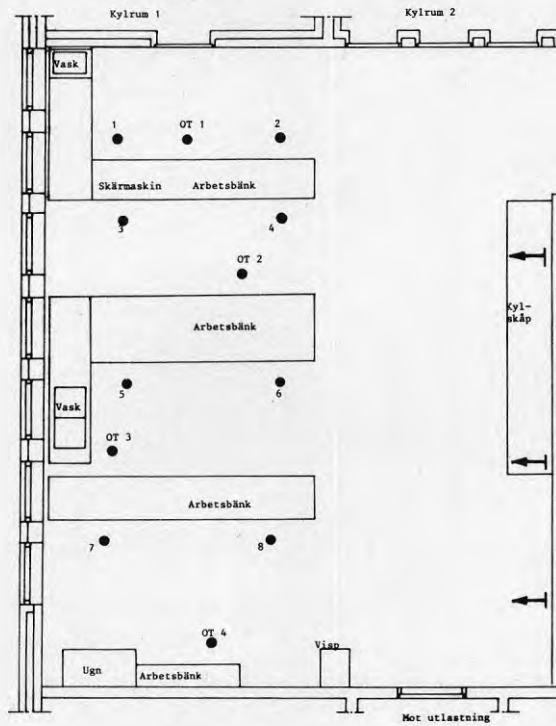 Kylrum 1
Kylrum 2
Vask
1
OT 1
2
Skärmaskin
Arbetsbänk
3
4
OT 2
Kyl-
skåp
Arbetsbänk
5
6
Vask
OT 3
Arbetsbänk
7
8
OT 4
Visp
Ugn
Arbetsbänk
Mot utlastning